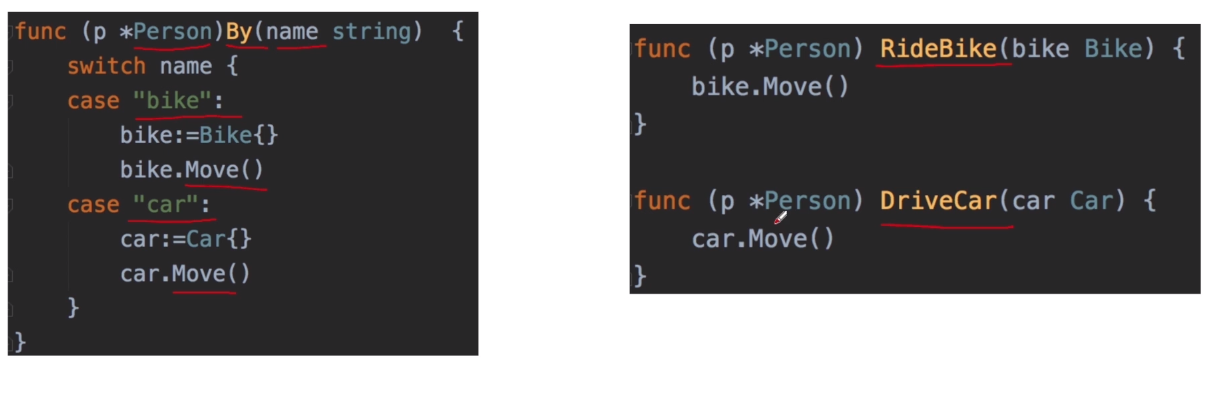 func (p *Person)By(name string)  {
    switch name {
    case "bike":
        bike:=Bike{}
        bike.Move()
    case "car":
        car:=Car{}
        car.Move()
    }
}
func (p *Person) RideBike(bike Bike) {
    bike.Move()
}
func (p *Person) DriveCar(car Car) {
    car.Move()
}